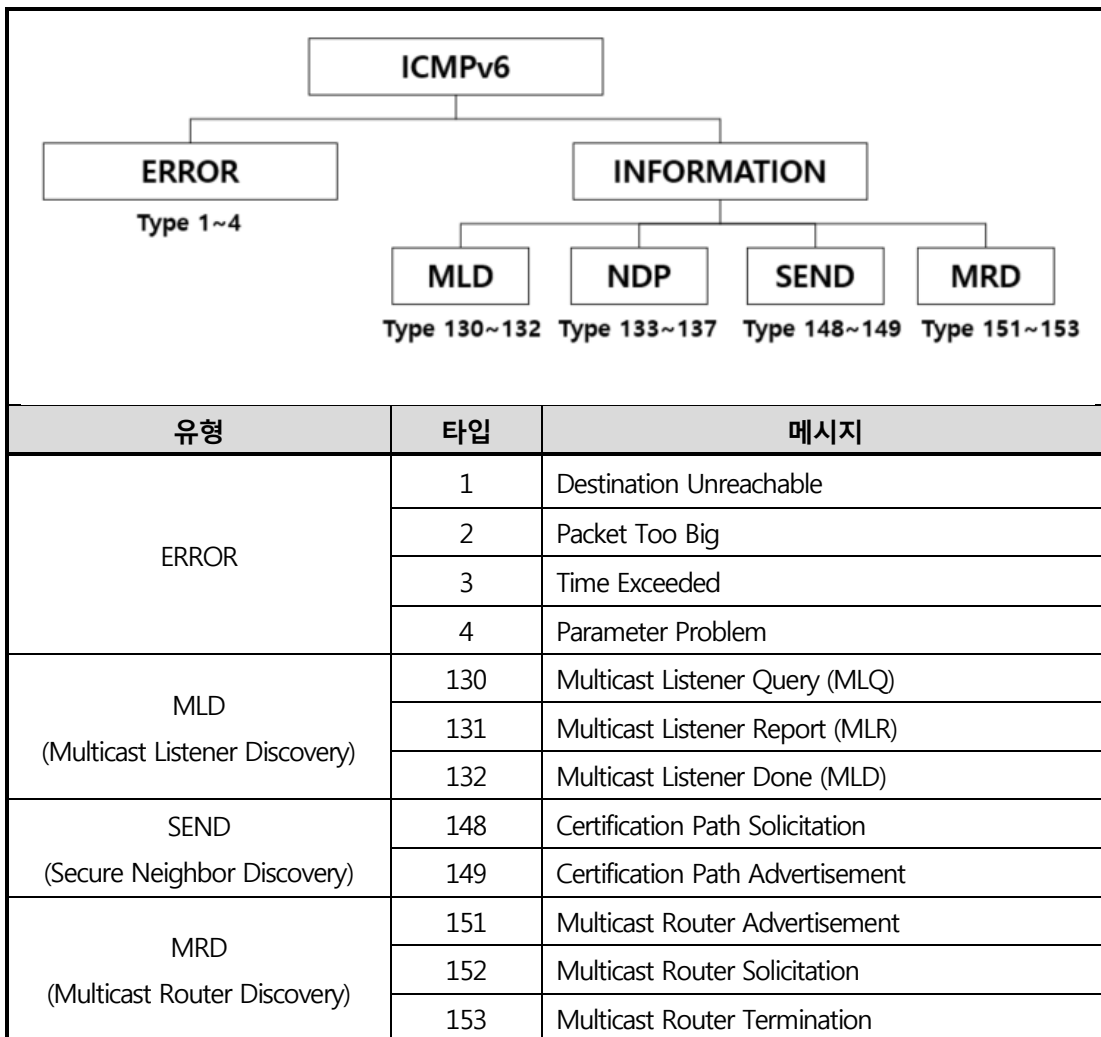 ICMPv6
ERROR
INFORMATION
Type 1~4
MLD
NDP
SEND
MRD
Type 130~132
Type 133~137
Type 148~149
Type 151~153
유형
타입
메시지
ERROR
1
Destination Unreachable
2
Packet Too Big
3
Time Exceeded
4
Parameter Problem
MLD
(Multicast Listener Discovery)
130
Multicast Listener Query (MLQ)
131
Multicast Listener Report (MLR)
132
Multicast Listener Done (MLD)
SEND
(Secure Neighbor Discovery)
148
Certification Path Solicitation
149
Certification Path Advertisement
MRD
(Multicast Router Discovery)
151
Multicast Router Advertisement
152
Multicast Router Solicitation
153
Multicast Router Termination